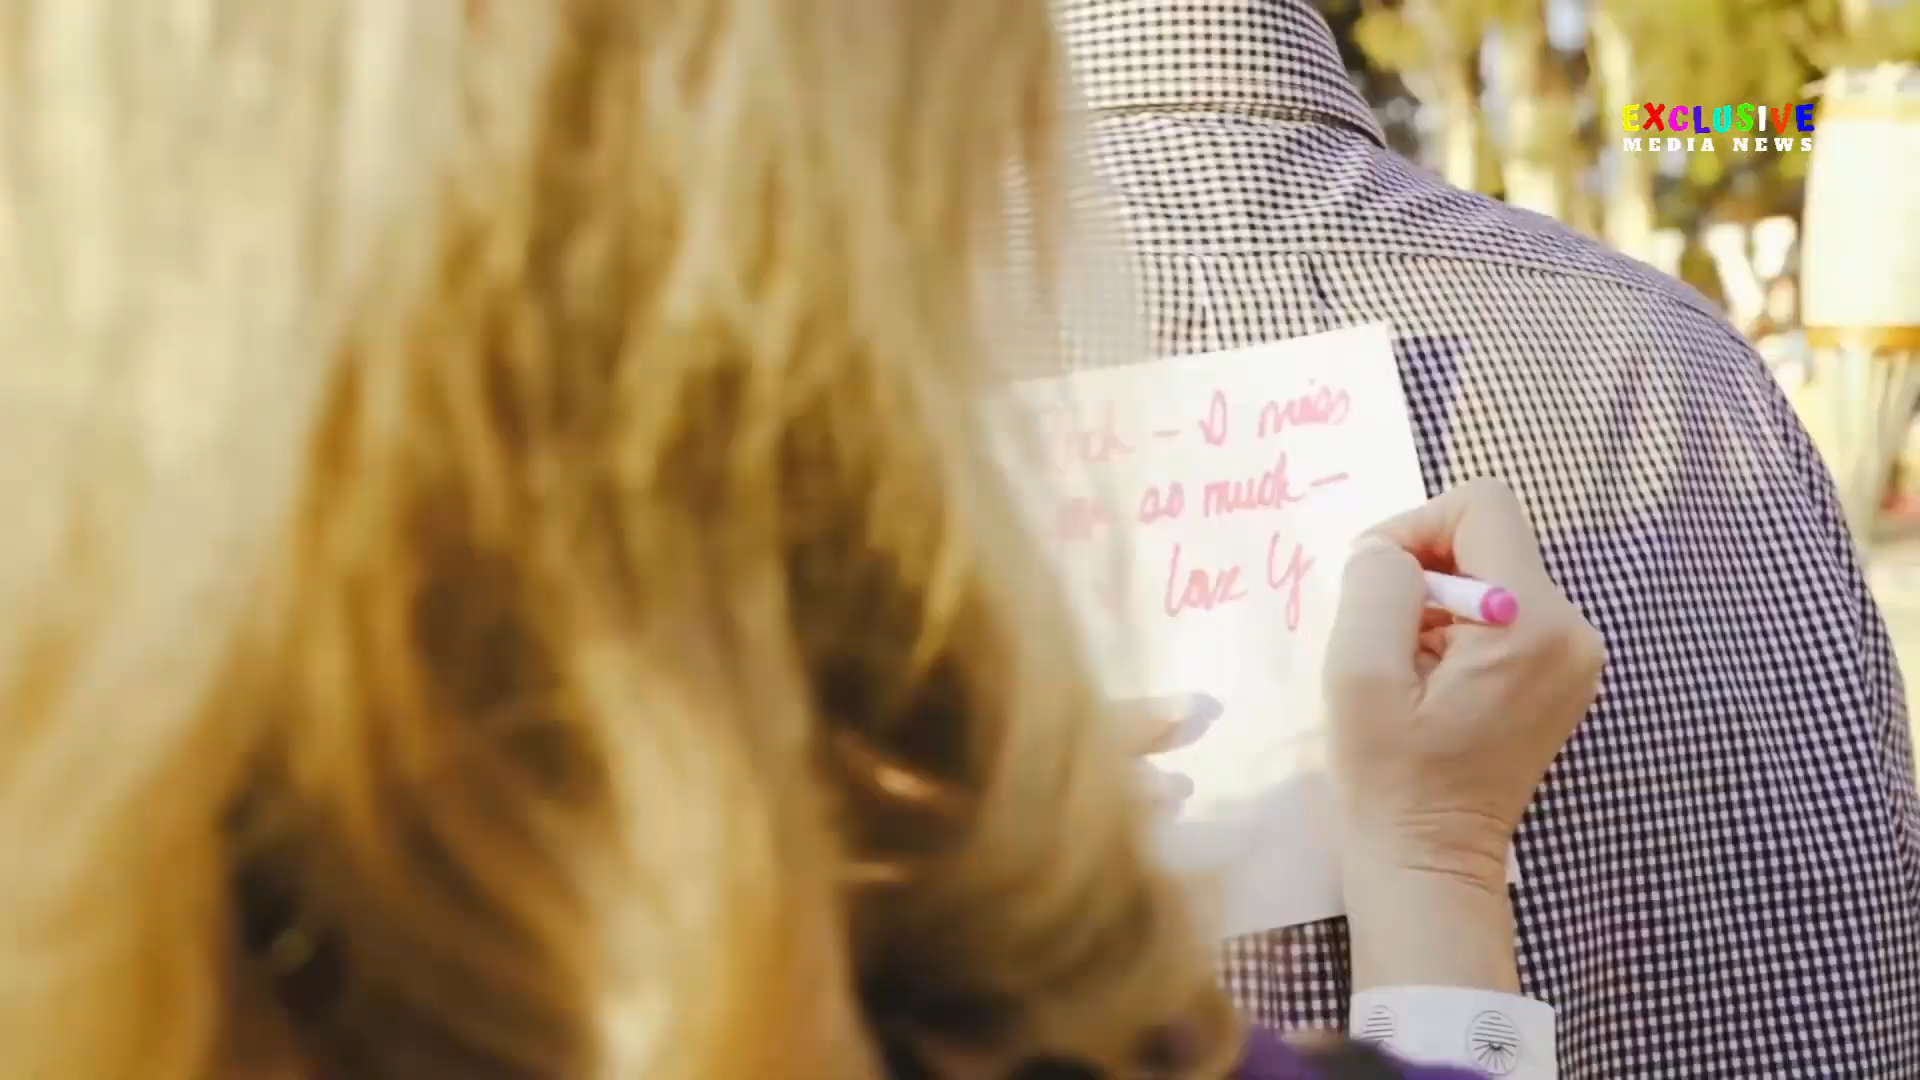 EXCLUSIVE
MEDIA NEWS
- I miss
so much -
love y